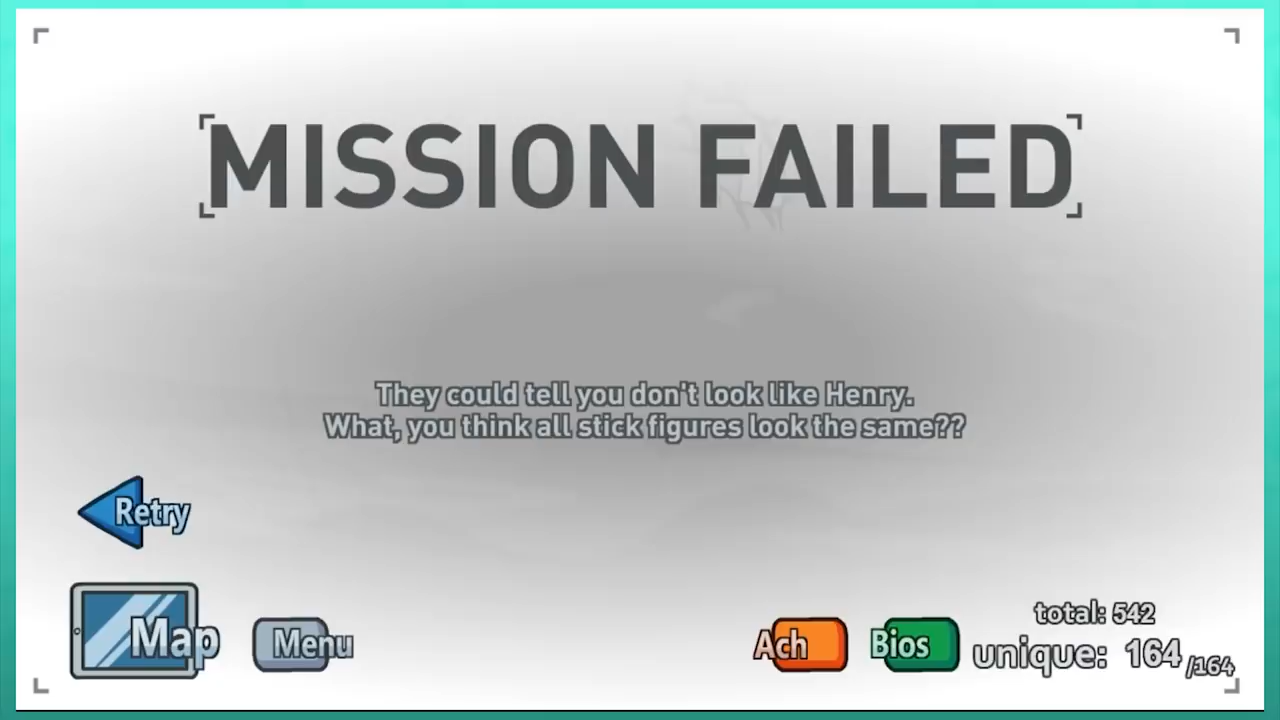 MISSION FAILED
They could tell you don't look like Henry.
What, you think all stick figures look the same??
Retry
Map
Menu
Ach
Bios
total: 542
unique: 164 /164